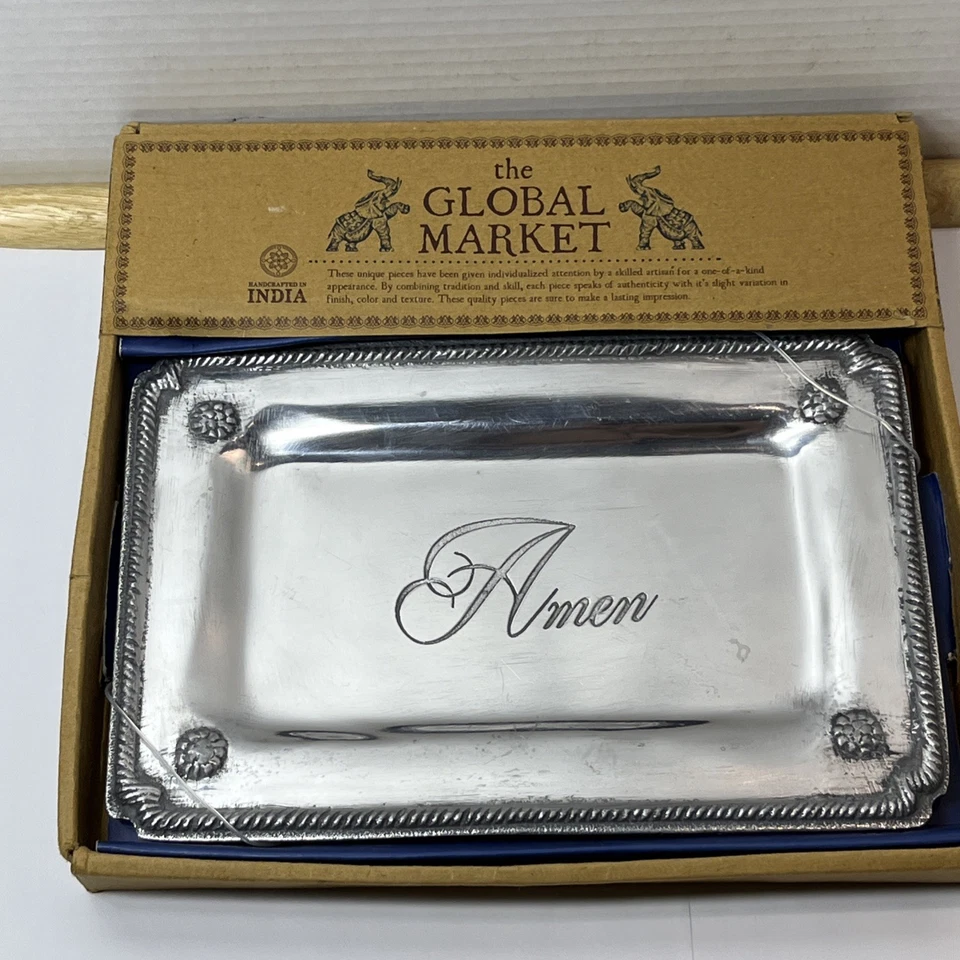 the
GLOBAL
MARKET
HANDCRAFTED IN
INDIA
These unique pieces have been given individualized attention by a skilled artisan for a one-of-a-kind
appearance. By combining tradition and skill, each piece speaks of authenticity with it's slight variation in
finish, color and texture. These quality pieces are sure to make a lasting impression.
Amen